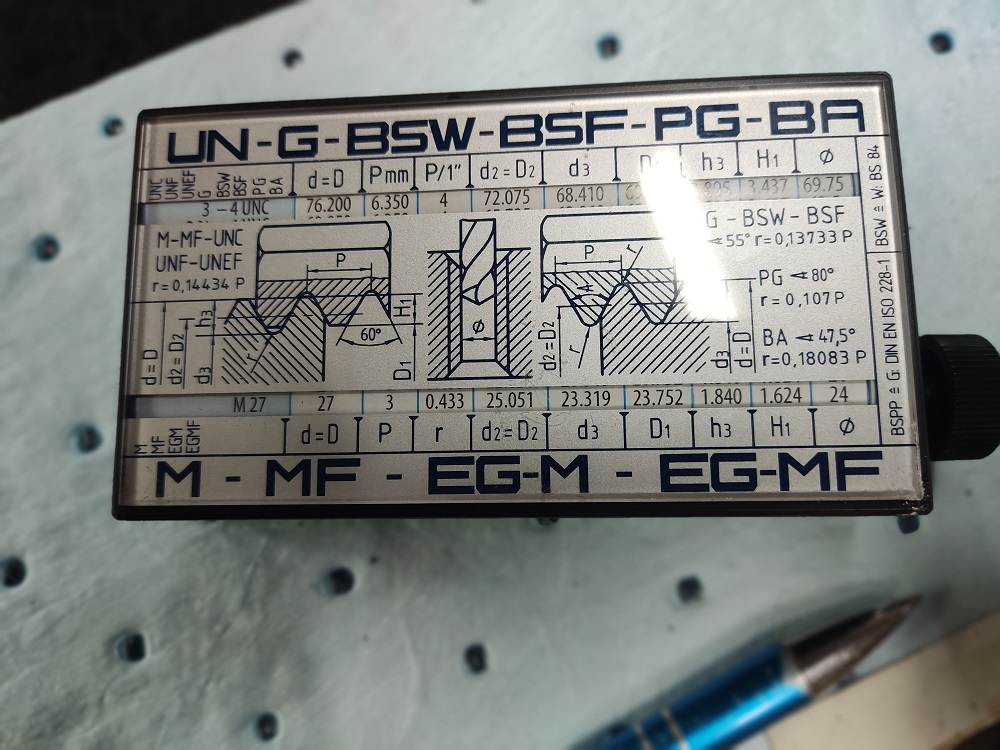 UN-G-BSW-BSF-PG-BA
UNC UNF UNEF G BSW BSF PG BA d=D Pmm P/1" d2=D2 d3 h3 H1 ø
3 - 4 UNC 76.200 6.350 4 72.075 68.410 3,437 69.75
M-MF-UNC
UNF-UNEF
r=0,14434 P
P
h3
r
H1
60°
d=D
d2=D2
d3
D1
ø
P
r
d2=D2
r
d3
d=D
G-BSW-BSF
∢55° r=0,13733 P
PG ∢ 80°
r=0,107 P
BA ∢ 47,5°
r=0,18083 P
BSPP ≙ G: DIN EN ISO 228-1 BSW ≙ W: BS 84
M 27 27 3 0.433 25.051 23.319 23.752 1.840 1.624 24
M MF EGM EGMF d=D P r d2=D2 d3 D1 h3 H1 ø
M - MF - EG-M - EG-MF